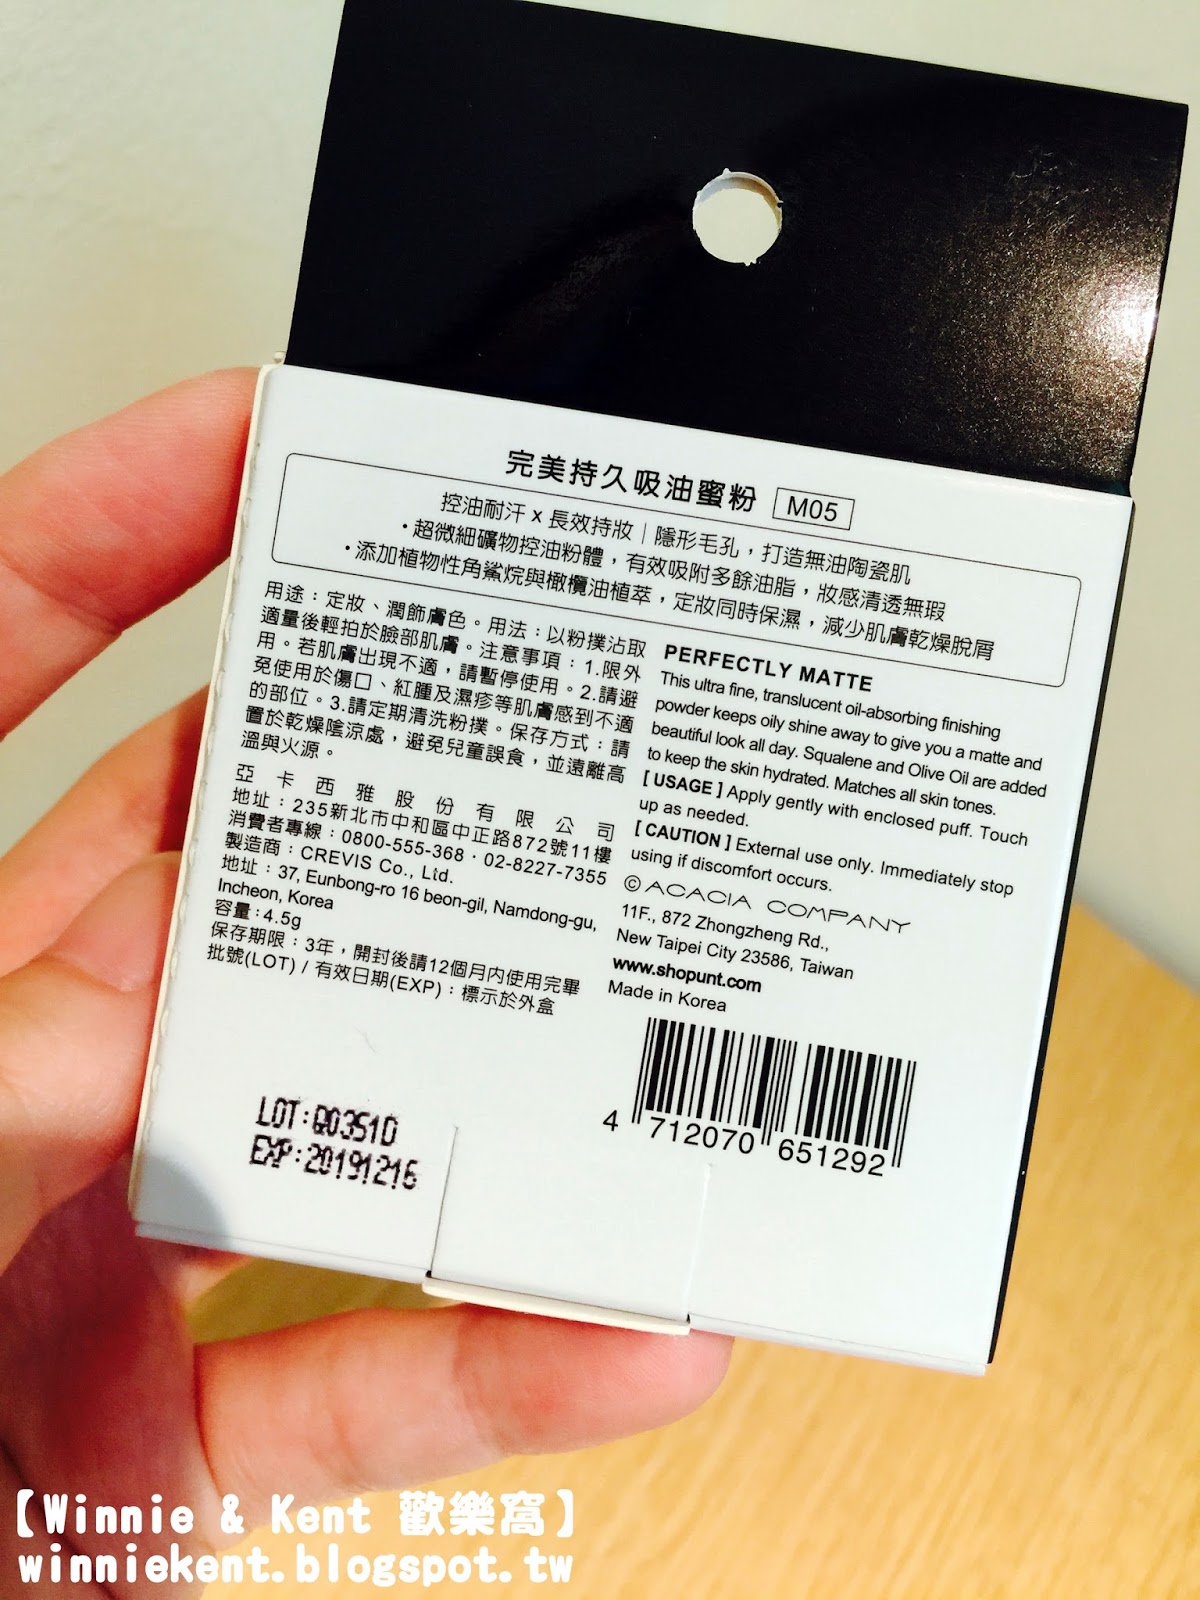 完美持久吸油蜜粉 M05
控油耐汗 x 長效持妝｜隱形毛孔，打造無油陶瓷肌
・超微細礦物控油粉體，有效吸附多餘油脂，妝感清透無瑕
・添加植物性角鯊烷與橄欖油植萃，定妝同時保濕，減少肌膚乾燥脫屑
用途：定妝、潤飾膚色。用法：以粉撲沾取
適量後輕拍於臉部肌膚。注意事項：1.限外
用。若肌膚出現不適，請暫停使用。2.請避
免使用於傷口、紅腫及濕疹等肌膚感到不適
的部位。3.請定期清洗粉撲。保存方式：請
置於乾燥陰涼處，避免兒童誤食，並遠離高
溫與火源。
亞卡西雅股份有限公司
地址：235新北市中和區中正路872號11樓
消費者專線：0800-555-368．02-8227-7355
製造商：CREVIS Co., Ltd.
地址：37, Eunbong-ro 16 beon-gil, Namdong-gu,
Incheon, Korea
容量：4.5g
保存期限：3年，開封後請12個月內使用完畢
批號(LOT) / 有效日期(EXP)：標示於外盒
PERFECTLY MATTE
This ultra fine, translucent oil-absorbing finishing
powder keeps oily shine away to give you a matte and
beautiful look all day. Squalene and Olive Oil are added
to keep the skin hydrated. Matches all skin tones.
[ USAGE ] Apply gently with enclosed puff. Touch
up as needed.
[ CAUTION ] External use only. Immediately stop
using if discomfort occurs.
© ACACIA COMPANY
11F., 872 Zhongzheng Rd.,
New Taipei City 23586, Taiwan
www.shopunt.com
Made in Korea
4 712070 651292
LOT:Q0351D
EXP:20191216
【Winnie & Kent 歡樂窩】
winniekent.blogspot.tw